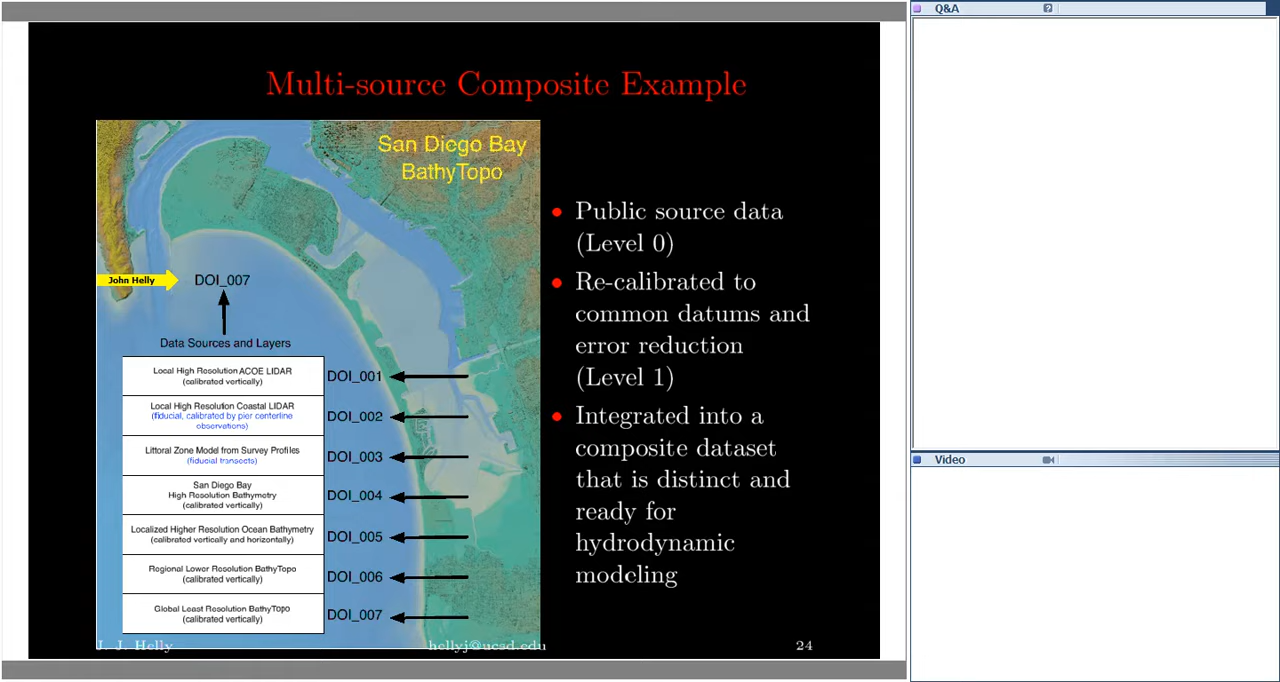 Q&A
?
Multi-source Composite Example
San Diego Bay
BathyTopo
John Helly
DOI_007
Data Sources and Layers
Local High Resolution ACOE LIDAR
(calibrated vertically)
DOI_001
Local High Resolution Coastal LIDAR
(fiducial, calibrated by pier centerline
observations)
DOI_002
Littoral Zone Model from Survey Profiles
(fiducial transects)
DOI_003
San Diego Bay
High Resolution Bathymetry
(calibrated vertically)
DOI_004
Localized Higher Resolution Ocean Bathymetry
(calibrated vertically and horizontally)
DOI_005
Regional Lower Resolution BathyTopo
(calibrated vertically)
DOI_006
Global Least Resolution BathyTopo
(calibrated vertically)
DOI_007
• Public source data
(Level 0)
• Re-calibrated to
common datums and
error reduction
(Level 1)
• Integrated into a
composite dataset
that is distinct and
ready for
hydrodynamic
modeling
J. J. Helly
hellyj@ucsd.edu
24
Video